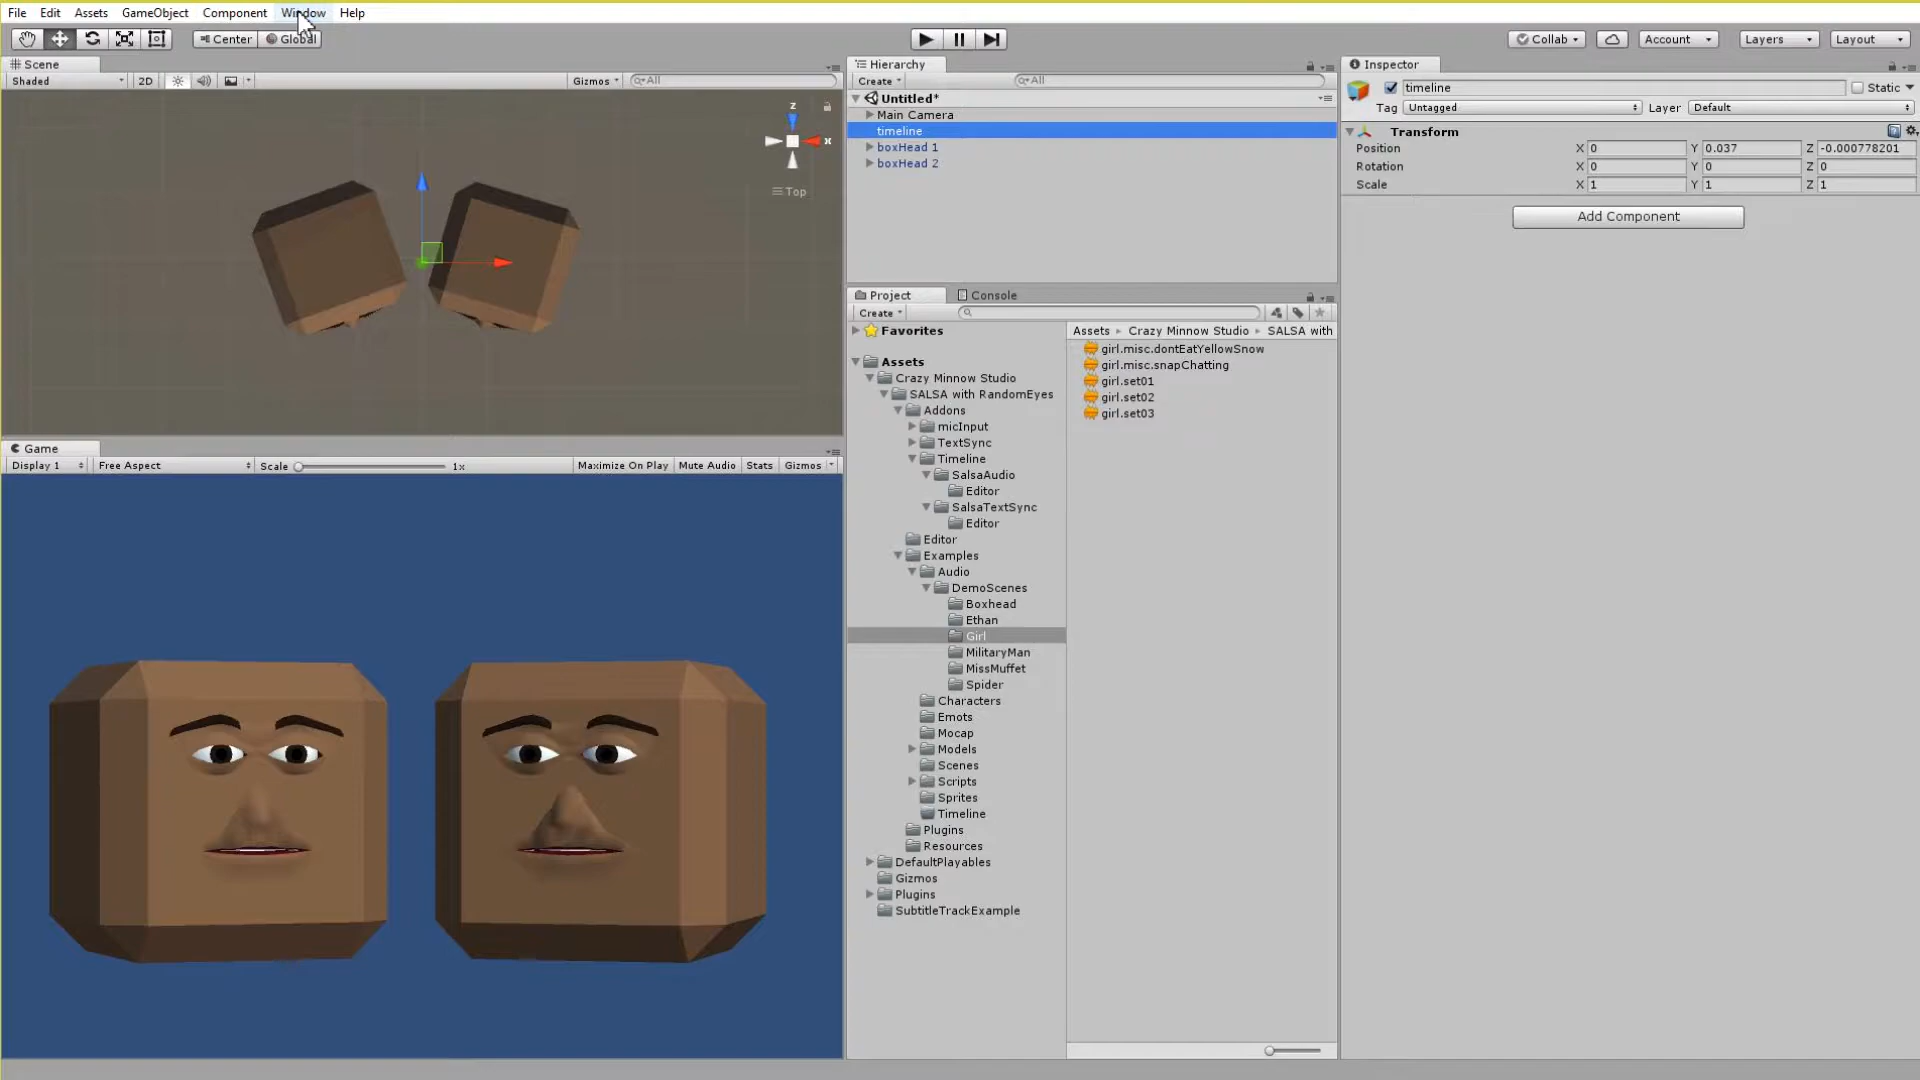 File Edit Assets GameObject Component Window Help
Center Global Collab Account Layers Layout
Scene
Shaded 2D Gizmos All
z
x
Top
Game
Display 1 Free Aspect Scale 1x Maximize On Play Mute Audio Stats Gizmos
Hierarchy
Create All
Untitled*
Main Camera
timeline
boxHead 1
boxHead 2
Project Console
Create
Favorites
Assets
Crazy Minnow Studio
SALSA with RandomEyes
Addons
micInput
TextSync
Timeline
SalsaAudio
Editor
SalsaTextSync
Editor
Editor
Examples
Audio
DemoScenes
Boxhead
Ethan
Girl
MilitaryMan
MissMuffet
Spider
Characters
Emots
Mocap
Models
Scenes
Scripts
Sprites
Timeline
Plugins
Resources
DefaultPlayables
Gizmos
Plugins
SubtitleTrackExample
Assets Crazy Minnow Studio SALSA with
girl.misc.dontEatYellowSnow
girl.misc.snapChatting
girl.set01
girl.set02
girl.set03
Inspector
timeline Static
Tag Untagged Layer Default
Transform
Position X 0 Y 0.037 Z -0.000778201
Rotation X 0 Y 0 Z 0
Scale X 1 Y 1 Z 1
Add Component